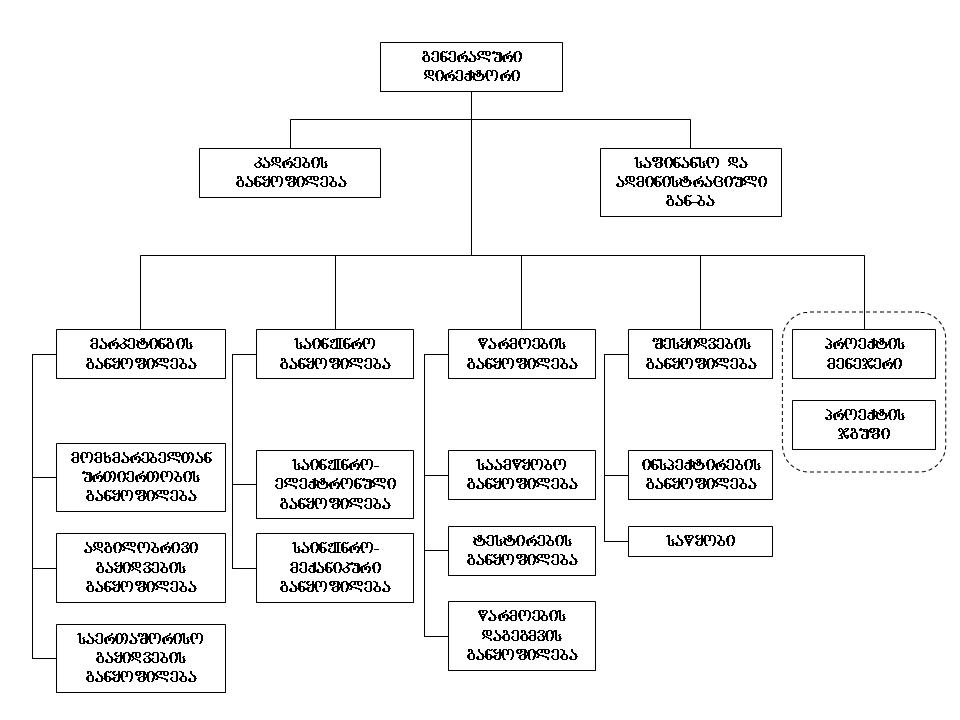 გენერალური
დირექტორი
კადრების
განყოფილება
საფინანსო და
ადმინისტრაციული
გან-ბა
მარკეტინგის
განყოფილება
საინჟინრო
განყოფილება
წარმოების
განყოფილება
შესყიდვების
განყოფილება
პროექტის
მენეჯერი
პროექტის
ჯგუფი
მომხმარებელთან
ურთიერთობის
განყოფილება
საინჟინრო-
ელექტრონული
განყოფილება
საამწყობო
განყოფილება
ინსპექტირების
განყოფილება
ადგილობრივი
გაყიდვების
განყოფილება
საინჟინრო-
მექანიკური
განყოფილება
ტესტირების
განყოფილება
საწყობი
საერთაშორისო
გაყიდვების
განყოფილება
წარმოების
დაგეგმვის
განყოფილება